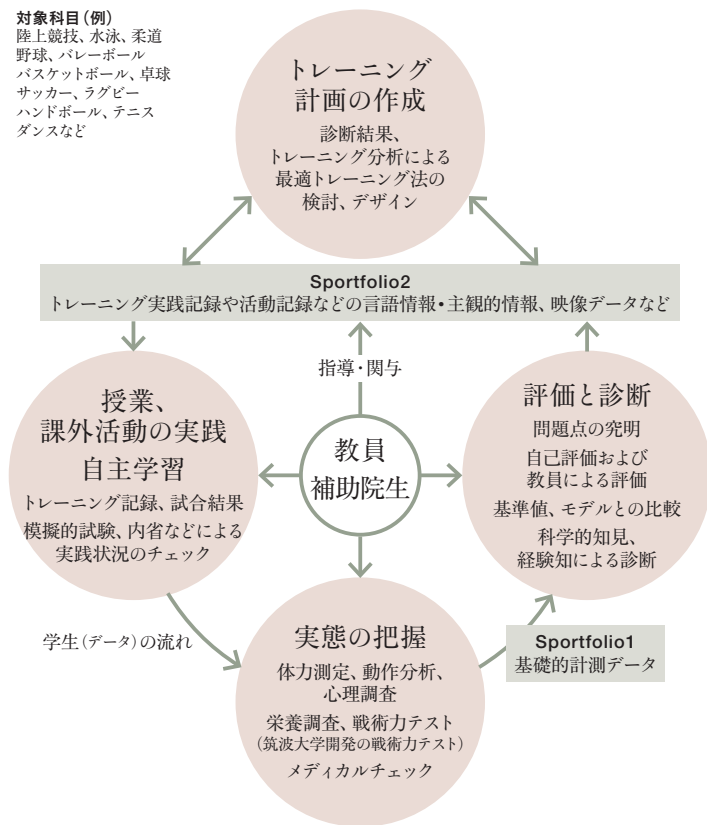 対象科目（例）
陸上競技、水泳、柔道
野球、バレーボール
バスケットボール、卓球
サッカー、ラグビー
ハンドボール、テニス
ダンスなど
トレーニング
計画の作成
診断結果、
トレーニング分析による
最適トレーニング法の
検討、デザイン
Sportfolio2
トレーニング実践記録や活動記録などの言語情報・主観的情報、映像データなど
指導・関与
授業、
課外活動の実践
自主学習
トレーニング記録、試合結果
模擬的試験、内省などによる
実践状況のチェック
教員
補助院生
評価と診断
問題点の究明
自己評価および
教員による評価
基準値、モデルとの比較
科学的知見、
経験知による診断
学生（データ）の流れ
実態の把握
体力測定、動作分析、
心理調査
栄養調査、戦術力テスト
（筑波大学開発の戦術力テスト）
メディカルチェック
Sportfolio1
基礎的計測データ